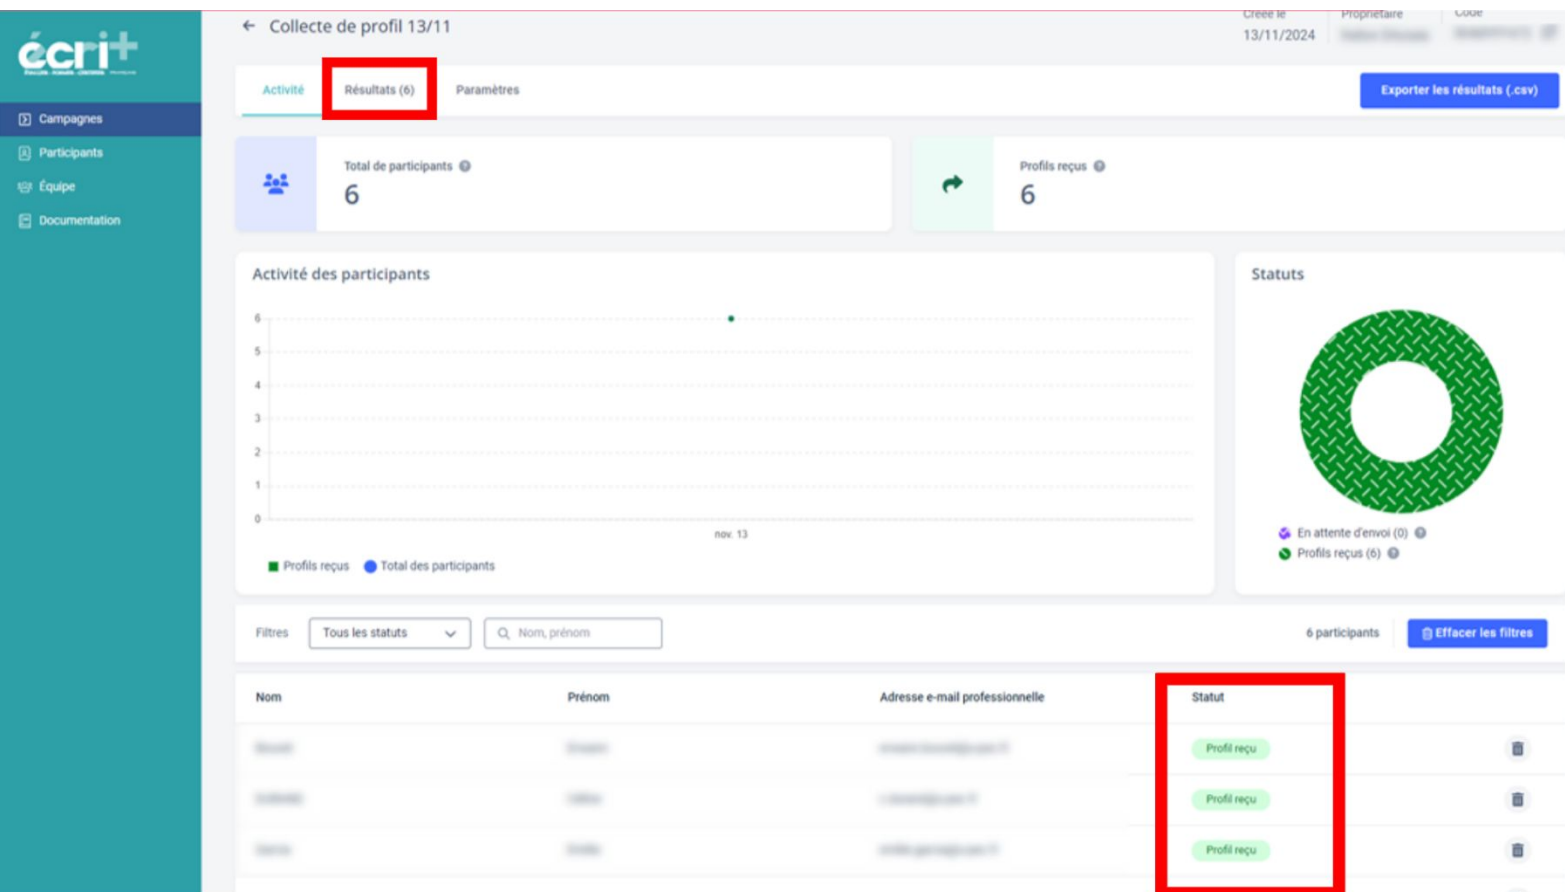 ← Collecte de profil 13/11
Créée le Propriétaire Code
13/11/2024
écri+
Activité Résultats (6) Paramètres
Exporter les résultats (.csv)
Campagnes
Participants
Équipe
Documentation
Total de participants
6
Profils reçus
6
Activité des participants
6
5
4
3
2
1
0
nov. 13
Profils reçus Total des participants
Statuts
En attente d'envoi (0)
Profils reçus (6)
Filtres Tous les statuts Nom, prénom 6 participants Effacer les filtres
Nom Prénom Adresse e-mail professionnelle Statut
Profil reçu
Profil reçu
Profil reçu